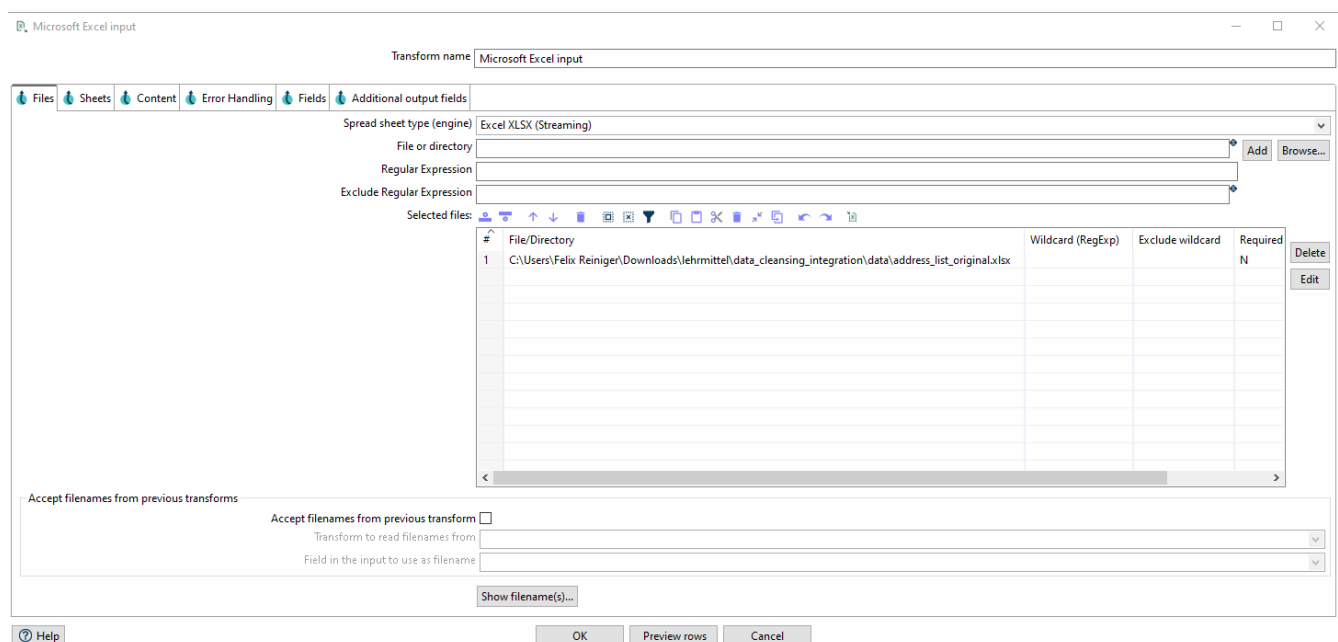 Microsoft Excel input
Transform name Microsoft Excel input
Files Sheets Content Error Handling Fields Additional output fields
Spread sheet type (engine) Excel XLSX (Streaming)
File or directory Add Browse...
Regular Expression
Exclude Regular Expression
Selected files:
# File/Directory Wildcard (RegExp) Exclude wildcard Required
1 C:\Users\Felix Reiniger\Downloads\lehrmittel\data_cleansing_integration\data\address_list_original.xlsx N
Delete
Edit
Accept filenames from previous transforms
Accept filenames from previous transform
Transform to read filenames from
Field in the input to use as filename
Show filename(s)...
Help OK Preview rows Cancel